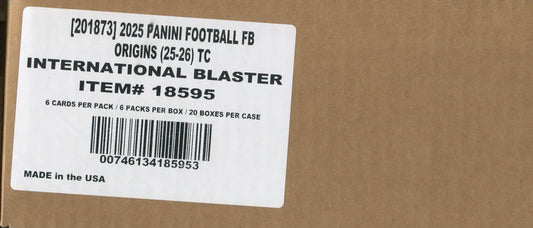 [201873] 2025 PANINI FOOTBALL FB
ORIGINS (25-26) TC
INTERNATIONAL BLASTER
ITEM# 18595
6 CARDS PER PACK / 6 PACKS PER BOX / 20 BOXES PER CASE
00746134185953
MADE in the USA